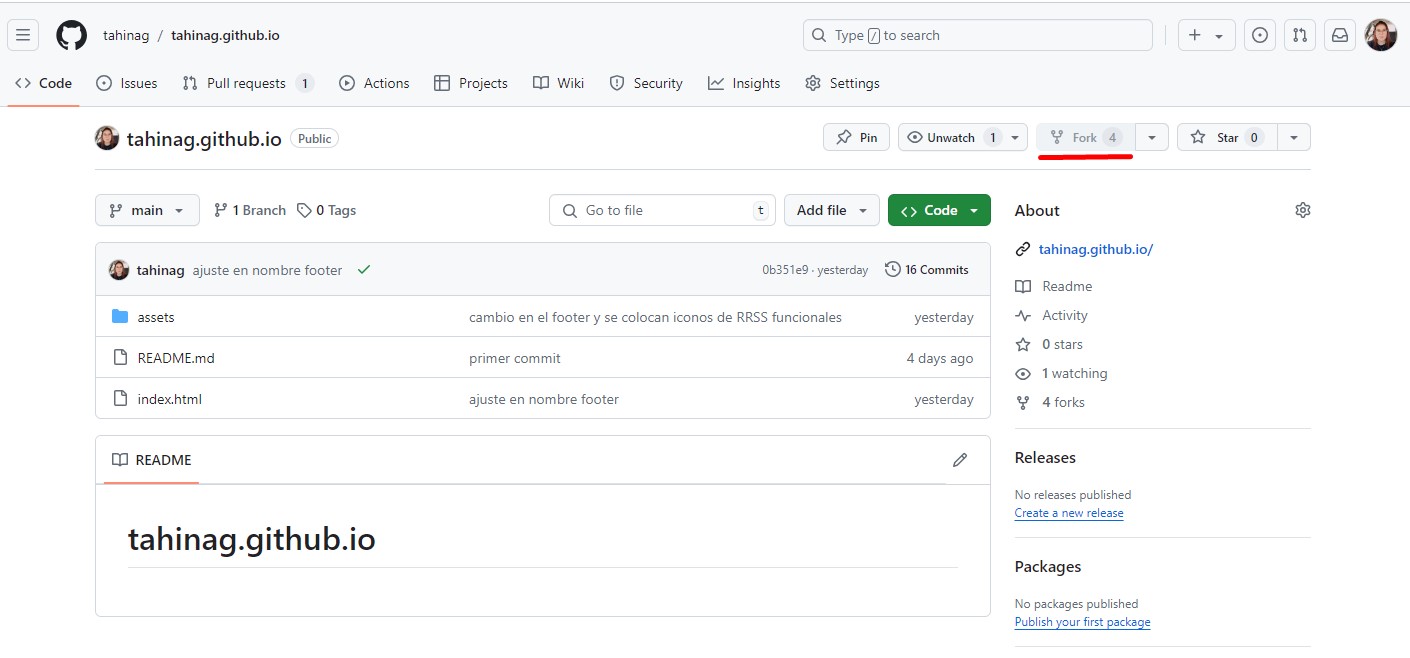 tahinag / tahinag.github.io
Type / to search
Code Issues Pull requests 1 Actions Projects Wiki Security Insights Settings
tahinag.github.io Public
Pin Unwatch 1 Fork 4 Star 0
main 1 Branch 0 Tags Go to file t Add file Code
tahinag ajuste en nombre footer 0b351e9 · yesterday 16 Commits
assets cambio en el footer y se colocan iconos de RRSS funcionales yesterday
README.md primer commit 4 days ago
index.html ajuste en nombre footer yesterday
README
tahinag.github.io
About
tahinag.github.io/
Readme
Activity
0 stars
1 watching
4 forks
Releases
No releases published
Create a new release
Packages
No packages published
Publish your first package